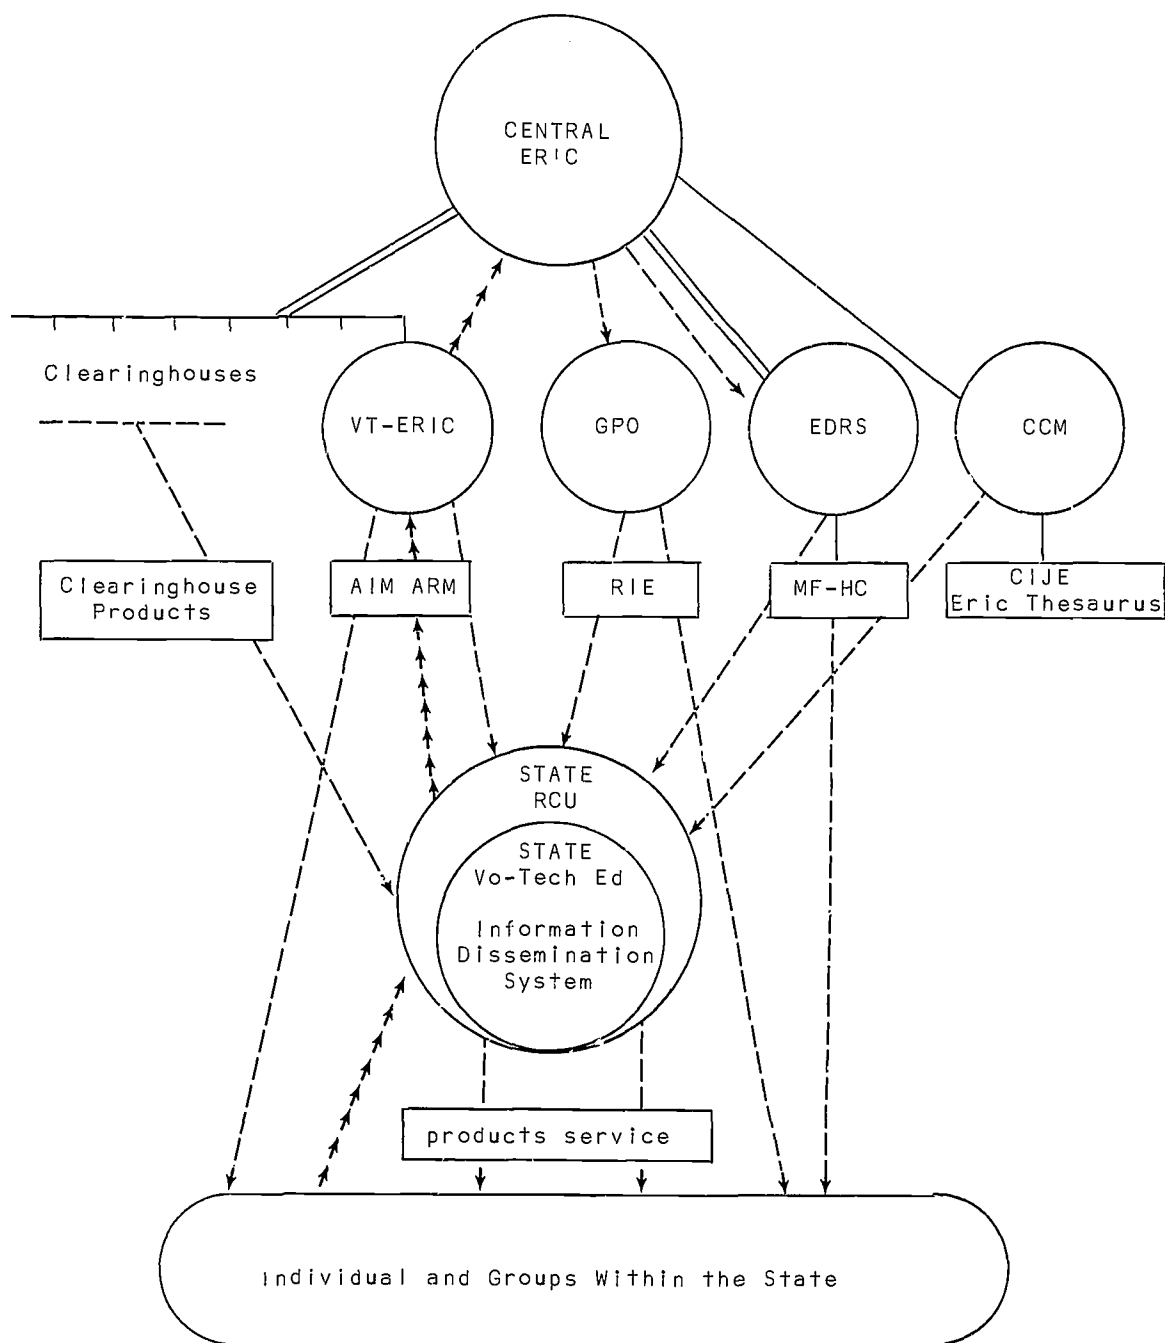 CENTRAL
ERIC
Clearinghouses
VT-ERIC
GPO
EDRS
CCM
Clearinghouse
Products
AIM ARM
RIE
MF-HC
CIJE
Eric Thesaurus
STATE
RCU
STATE
Vo-Tech Ed
Information
Dissemination
System
products service
Individual and Groups Within the State